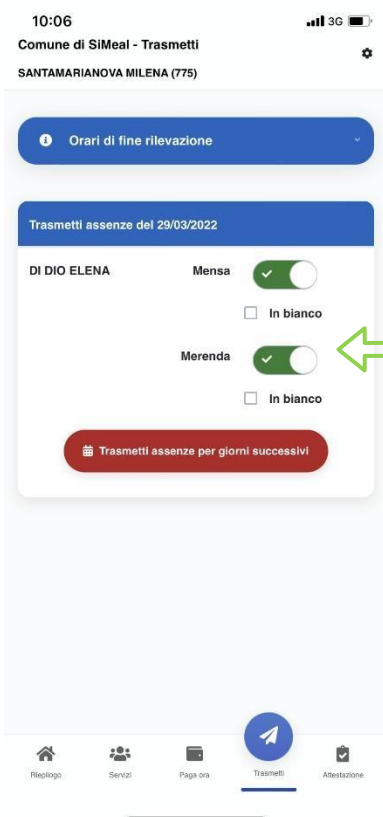 10:06 3G
Comune di SiMeal - Trasmetti
SANTAMARIANOVA MILENA (775)
Orari di fine rilevazione
Trasmetti assenze del 29/03/2022
DI DIO ELENA Mensa
In bianco
Merenda
In bianco
Trasmetti assenze per giorni successivi
Riepilogo Servizi Paga ora Trasmetti Attestazione